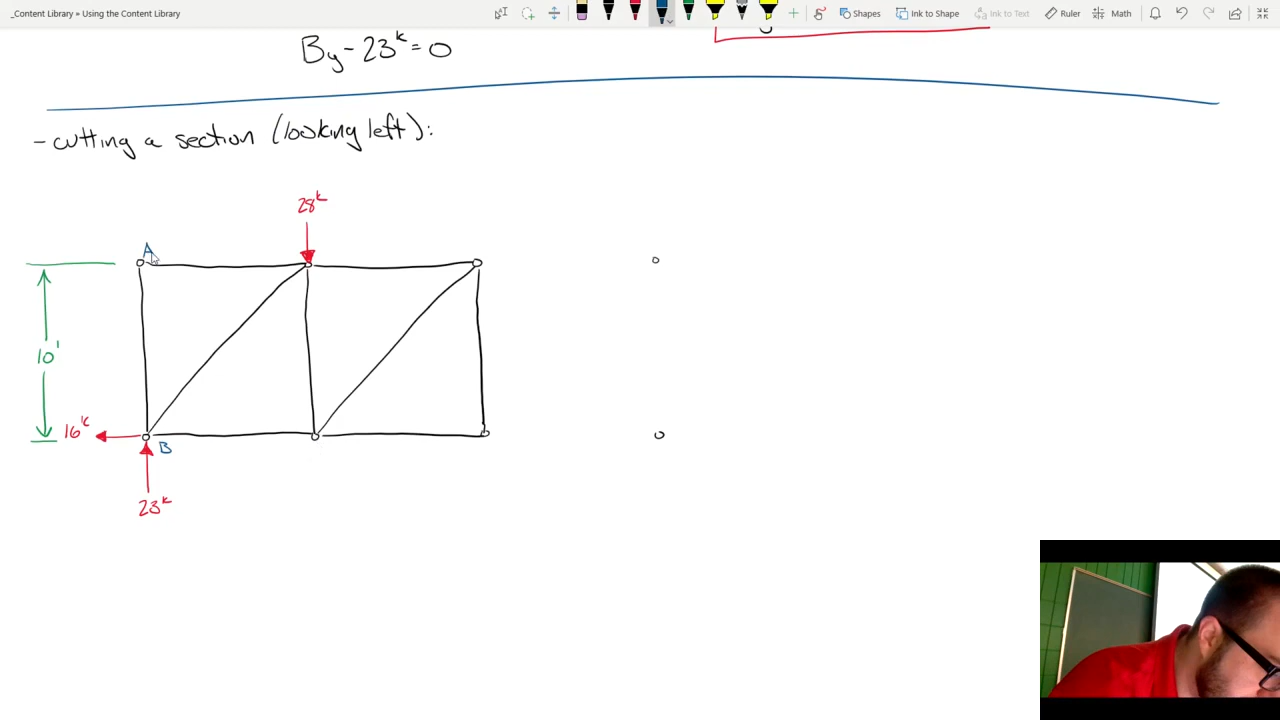 _Content Library » Using the Content Library
Shapes
Ink to Shape
Ink to Text
Ruler
Math
By - 23ᵏ = 0
- cutting a section (looking left):
28ᵏ
A
10'
16ᵏ
B
23ᵏ